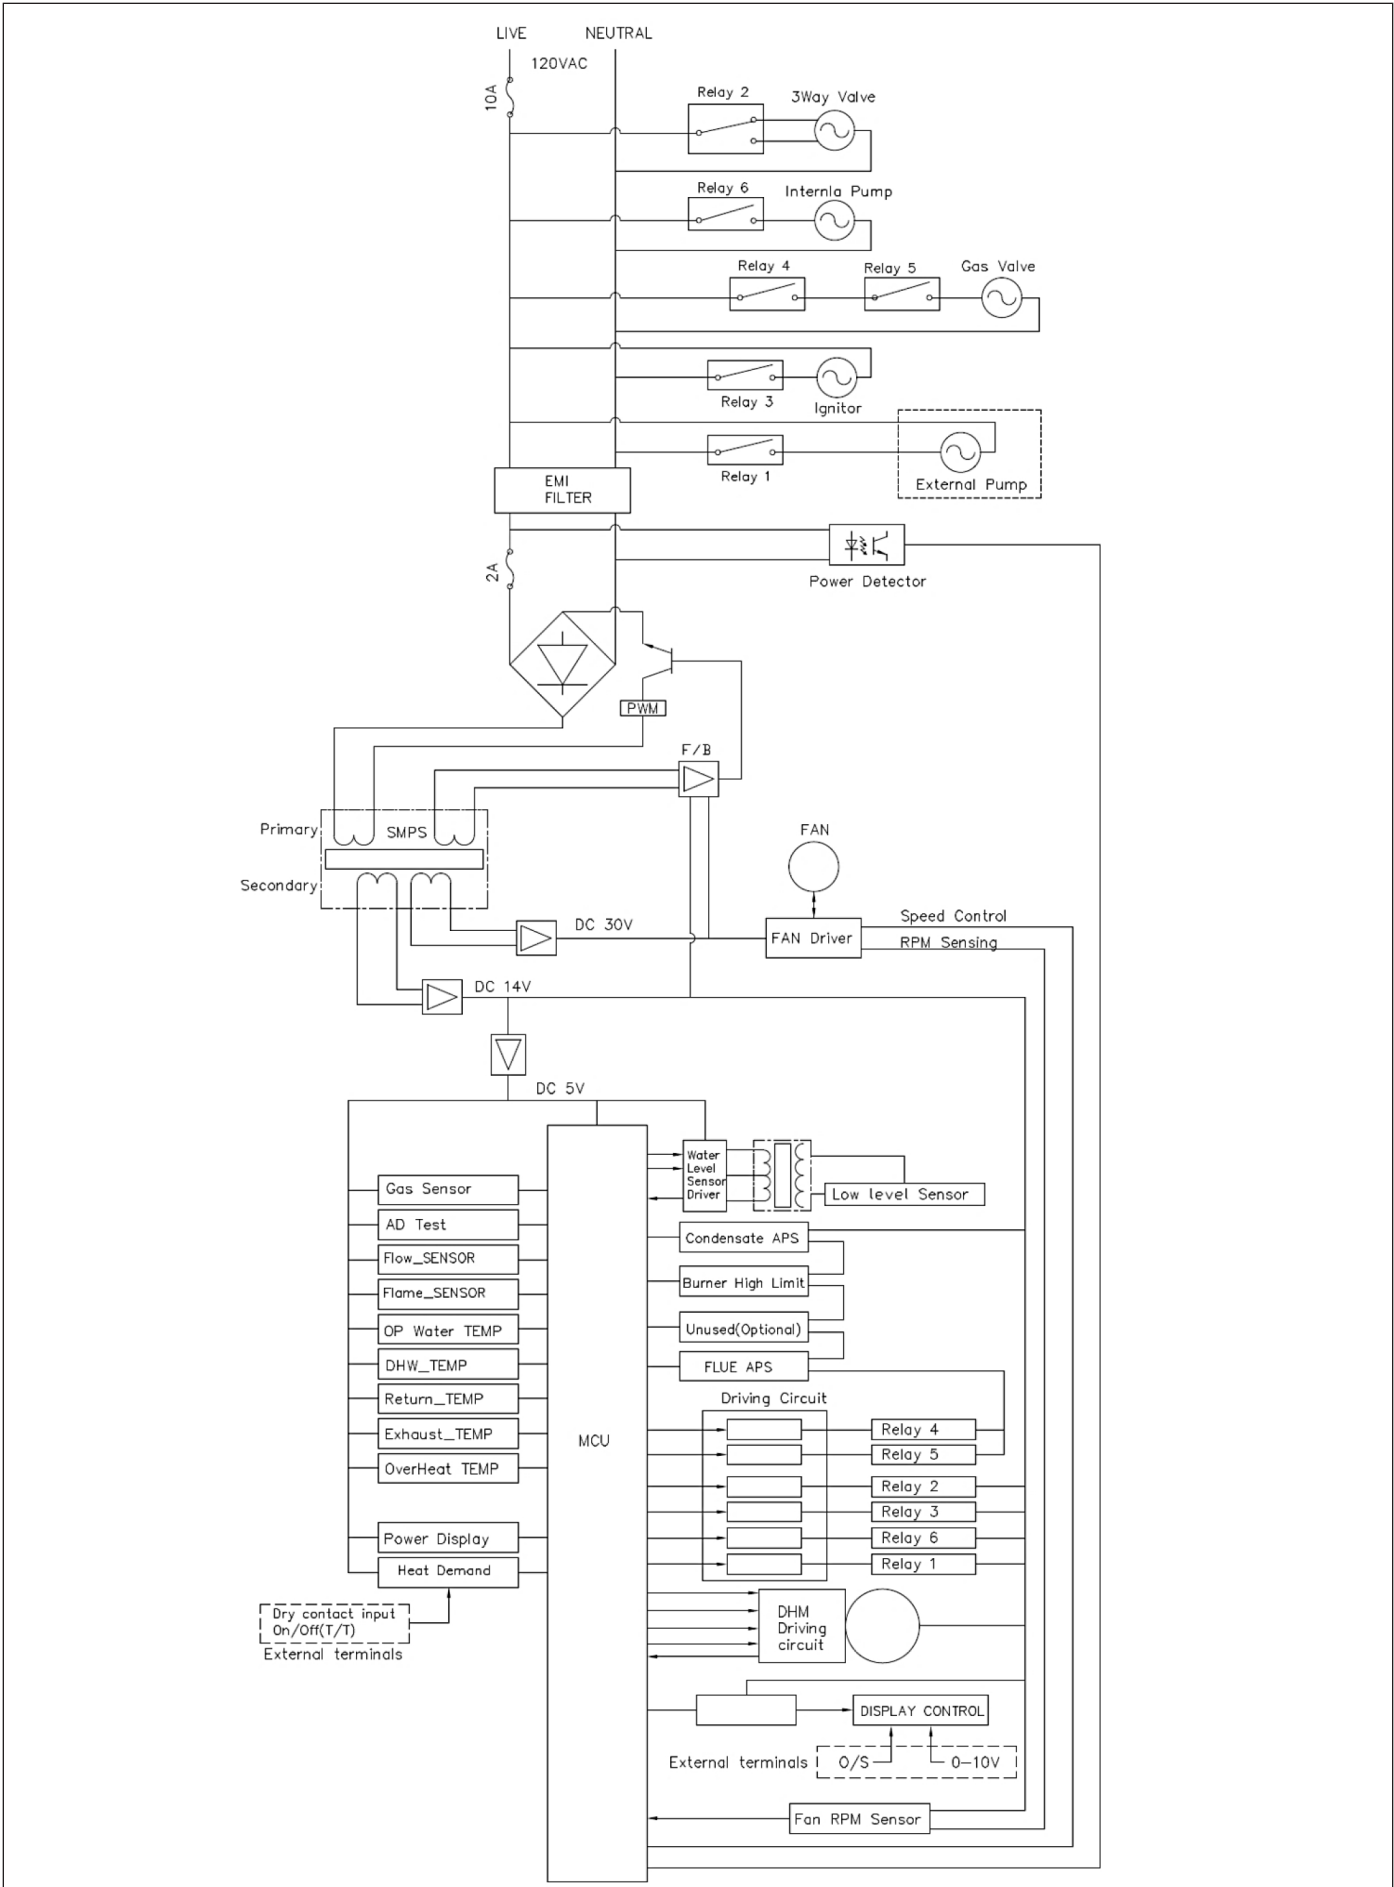 LIVE
NEUTRAL
120VAC
10A
Relay 2
3Way Valve
Relay 6
Internla Pump
Relay 4
Relay 5
Gas Valve
Relay 3
Ignitor
Relay 1
External Pump
EMI
FILTER
2A
Power Detector
PWM
F/B
Primary
SMPS
Secondary
FAN
DC 30V
FAN Driver
Speed Control
RPM Sensing
DC 14V
DC 5V
Water
Level
Sensor
Driver
Low level Sensor
Gas Sensor
AD Test
Flow_SENSOR
Flame_SENSOR
OP Water TEMP
DHW_TEMP
Return_TEMP
Exhaust_TEMP
OverHeat TEMP
Power Display
Heat Demand
Dry contact input
On/Off(T/T)
External terminals
MCU
Condensate APS
Burner High Limit
Unused(Optional)
FLUE APS
Driving Circuit
Relay 4
Relay 5
Relay 2
Relay 3
Relay 6
Relay 1
DHM
Driving
circuit
DISPLAY CONTROL
External terminals
O/S
0-10V
Fan RPM Sensor